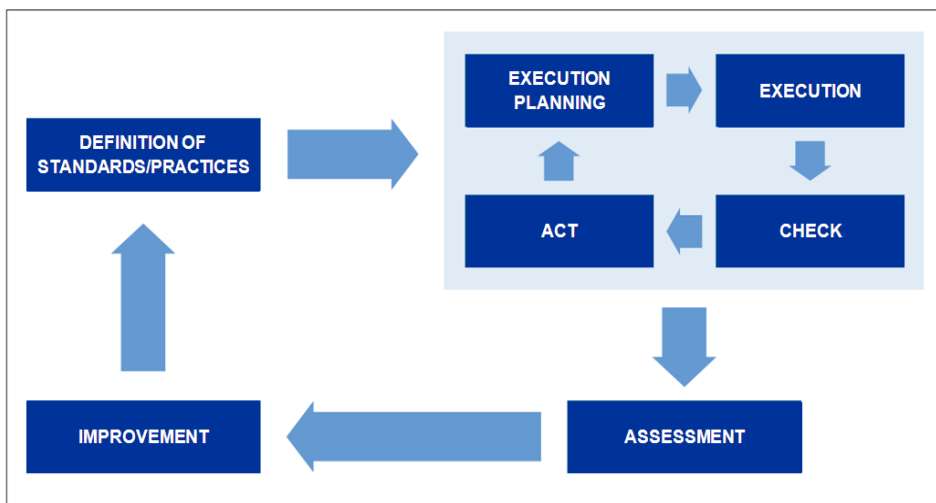 EXECUTION
PLANNING
EXECUTION
DEFINITION OF
STANDARDS/PRACTICES
ACT
CHECK
IMPROVEMENT
ASSESSMENT